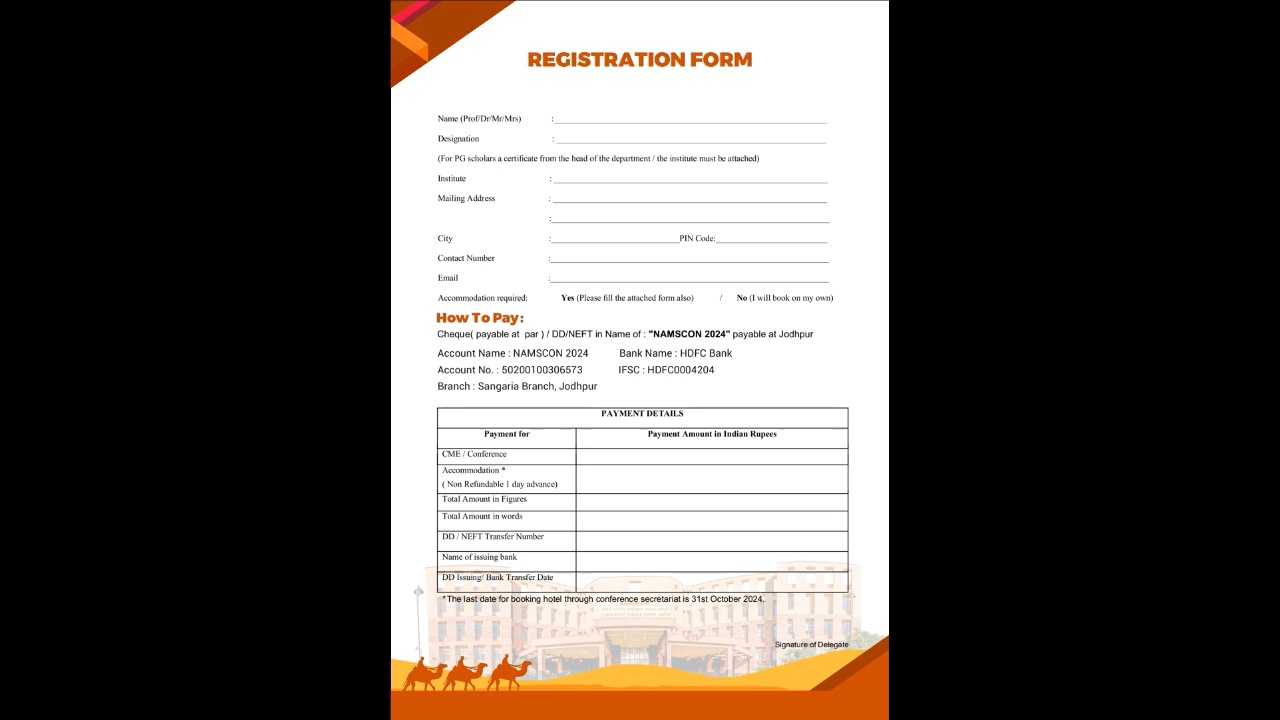 REGISTRATION FORM
Name (Prof/Dr/Mr/Mrs) :
Designation :
(For PG scholars a certificate from the head of the department / the institute must be attached)
Institute :
Mailing Address :
:
City : PIN Code:
Contact Number :
Email :
Accommodation required: Yes (Please fill the attached form also) / No (I will book on my own)
How To Pay:
Cheque( payable at par ) / DD/NEFT in Name of : "NAMSCON 2024" payable at Jodhpur
Account Name : NAMSCON 2024 Bank Name : HDFC Bank
Account No. : 50200100306573 IFSC : HDFC0004204
Branch : Sangaria Branch, Jodhpur
PAYMENT DETAILS
Payment for Payment Amount in Indian Rupees
CME / Conference
Accommodation *
( Non Refundable 1 day advance)
Total Amount in Figures
Total Amount in words
DD / NEFT Transfer Number
Name of issuing bank
DD Issuing/ Bank Transfer Date
*The last date for booking hotel through conference secretariat is 31st October 2024.
Signature of Delegate